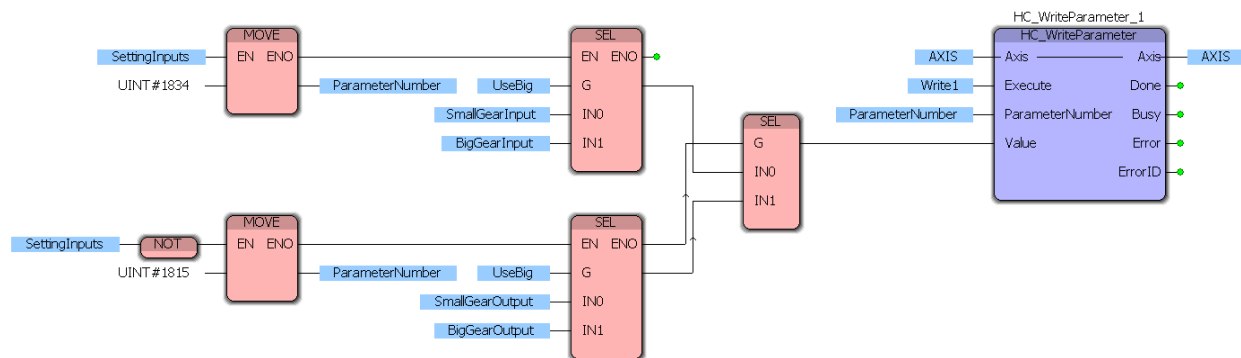 HC_WriteParameter_1
MOVE SEL HC_WriteParameter
SettingInputs EN ENO EN ENO AXIS Axis Axis AXIS
UINT#1834 ParameterNumber UseBig G Write1 Execute Done
SmallGearInput IN0 SEL ParameterNumber ParameterNumber Busy
BigGearInput IN1 G Value Error
IN0 ErrorID
IN1
MOVE SEL
SettingInputs NOT EN ENO EN ENO
UINT#1815 ParameterNumber UseBig G
SmallGearOutput IN0
BigGearOutput IN1